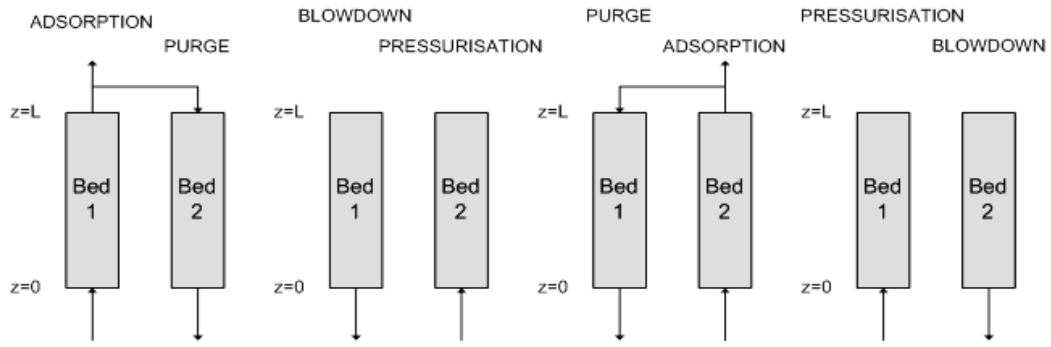 ADSORPTION
PURGE
z=L
Bed
1
Bed
2
z=0
BLOWDOWN
PRESSURISATION
z=L
Bed
1
Bed
2
z=0
PURGE
ADSORPTION
z=L
Bed
1
Bed
2
z=0
PRESSURISATION
BLOWDOWN
z=L
Bed
1
Bed
2
z=0